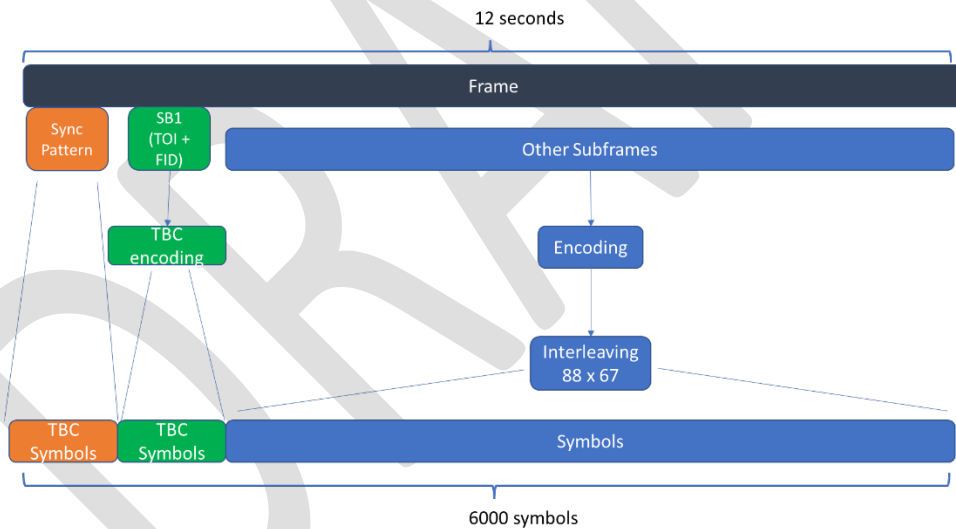 12 seconds
Frame
Sync
Pattern
SB1
(TOI +
FID)
Other Subframes
TBC
encoding
Encoding
Interleaving
88 x 67
TBC
Symbols
TBC
Symbols
Symbols
6000 symbols
DRA